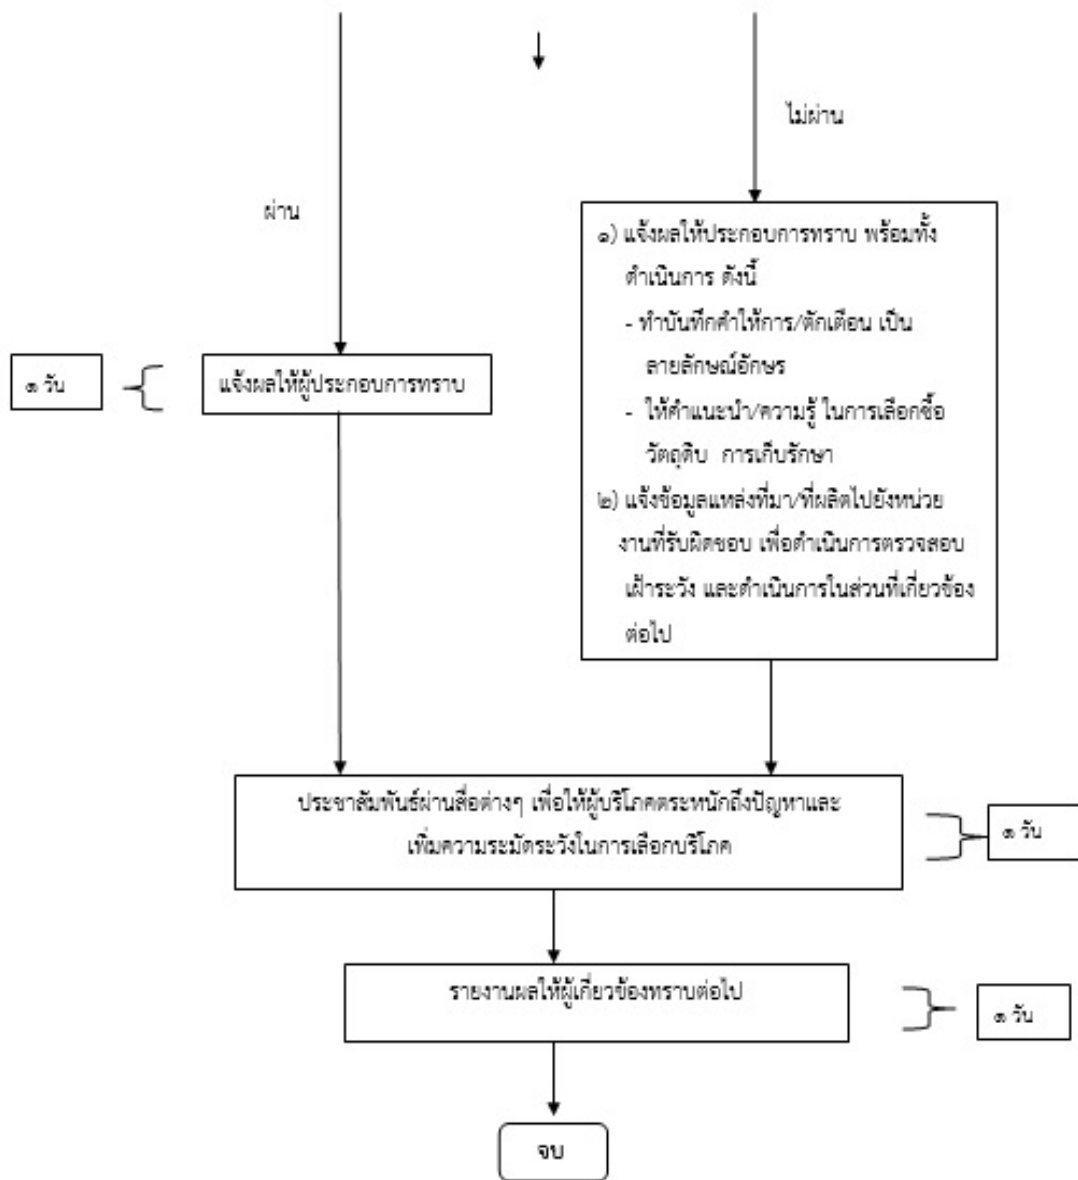 ไม่ผ่าน
ผ่าน
๑) แจ้งผลให้ประกอบการทราบ พร้อมทั้ง
ดำเนินการ ดังนี้
- ทำบันทึกคำให้การ/ตักเตือน เป็น
ลายลักษณ์อักษร
- ให้คำแนะนำ/ความรู้ ในการเลือกซื้อ
วัตถุดิบ การเก็บรักษา
๒) แจ้งข้อมูลแหล่งที่มา/ที่ผลิตไปยังหน่วย
งานที่รับผิดชอบ เพื่อดำเนินการตรวจสอบ
เฝ้าระวัง และดำเนินการในส่วนที่เกี่ยวข้อง
ต่อไป
๑ วัน
แจ้งผลให้ผู้ประกอบการทราบ
ประชาสัมพันธ์ผ่านสื่อต่างๆ เพื่อให้ผู้บริโภคตระหนักถึงปัญหาและ
เพิ่มความระมัดระวังในการเลือกบริโภค
๑ วัน
รายงานผลให้ผู้เกี่ยวข้องทราบต่อไป
๑ วัน
จบ